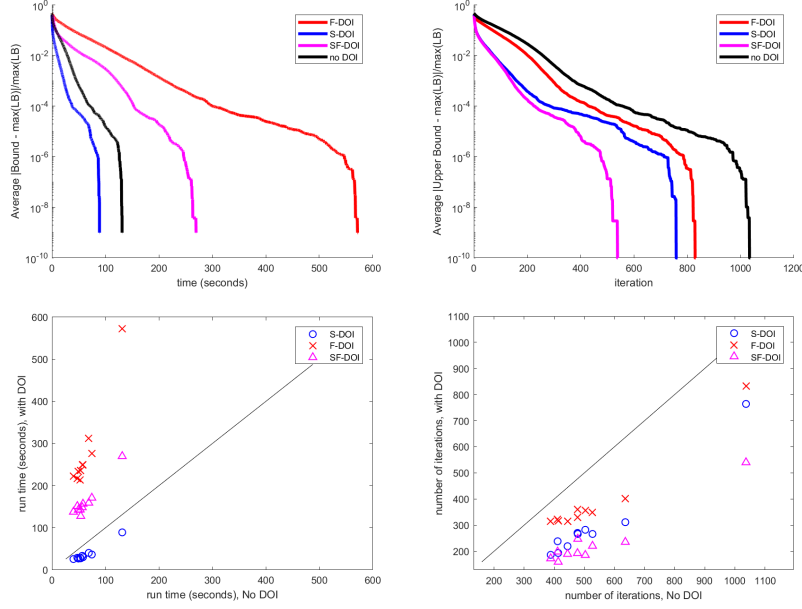 Average |Bound - max(LB)|/max(LB)
10^0
10^-2
10^-4
10^-6
10^-8
10^-10
0 100 200 300 400 500 600
time (seconds)
F-DOI
S-DOI
SF-DOI
no DOI
Average |Upper Bound - max(LB)|/max(LB)
10^0
10^-2
10^-4
10^-6
10^-8
10^-10
0 200 400 600 800 1000 1200
iteration
F-DOI
S-DOI
SF-DOI
no DOI
run time (seconds), with DOI
600
500
400
300
200
100
0
0 100 200 300 400 500 600
run time (seconds), No DOI
S-DOI
F-DOI
SF-DOI
number of iterations, with DOI
1100
1000
900
800
700
600
500
400
300
200
200 300 400 500 600 700 800 900 1000 1100
number of iterations, No DOI
S-DOI
F-DOI
SF-DOI